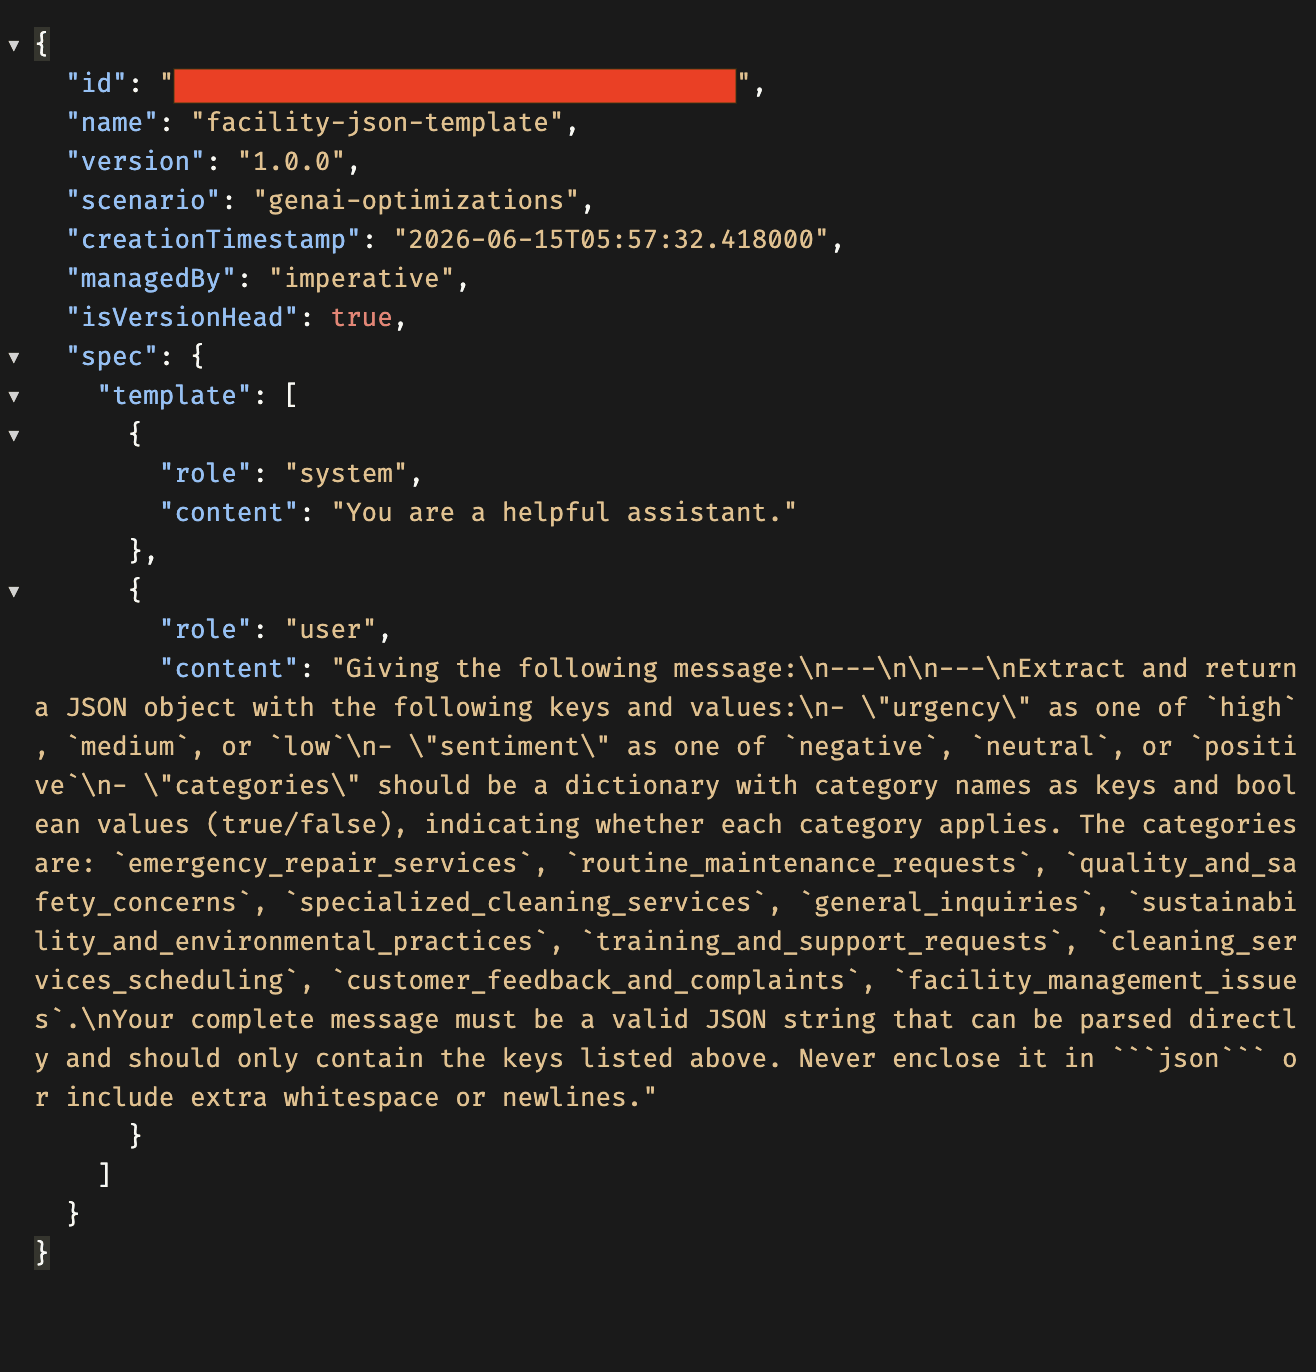 {
"id": "",
"name": "facility-json-template",
"version": "1.0.0",
"scenario": "genai-optimizations",
"creationTimestamp": "2026-06-15T05:57:32.418000",
"managedBy": "imperative",
"isVersionHead": true,
"spec": {
"template": [
{
"role": "system",
"content": "You are a helpful assistant."
},
{
"role": "user",
"content": "Giving the following message:\n---\n\n---\nExtract and return
a JSON object with the following keys and values:\n- \"urgency\" as one of `high`
, `medium`, or `low`\n- \"sentiment\" as one of `negative`, `neutral`, or `positi
ve`\n- \"categories\" should be a dictionary with category names as keys and bool
ean values (true/false), indicating whether each category applies. The categories
are: `emergency_repair_services`, `routine_maintenance_requests`, `quality_and_sa
fety_concerns`, `specialized_cleaning_services`, `general_inquiries`, `sustainabi
lity_and_environmental_practices`, `training_and_support_requests`, `cleaning_ser
vices_scheduling`, `customer_feedback_and_complaints`, `facility_management_issue
s`.\nYour complete message must be a valid JSON string that can be parsed directl
y and should only contain the keys listed above. Never enclose it in ```json``` o
r include extra whitespace or newlines."
}
]
}
}